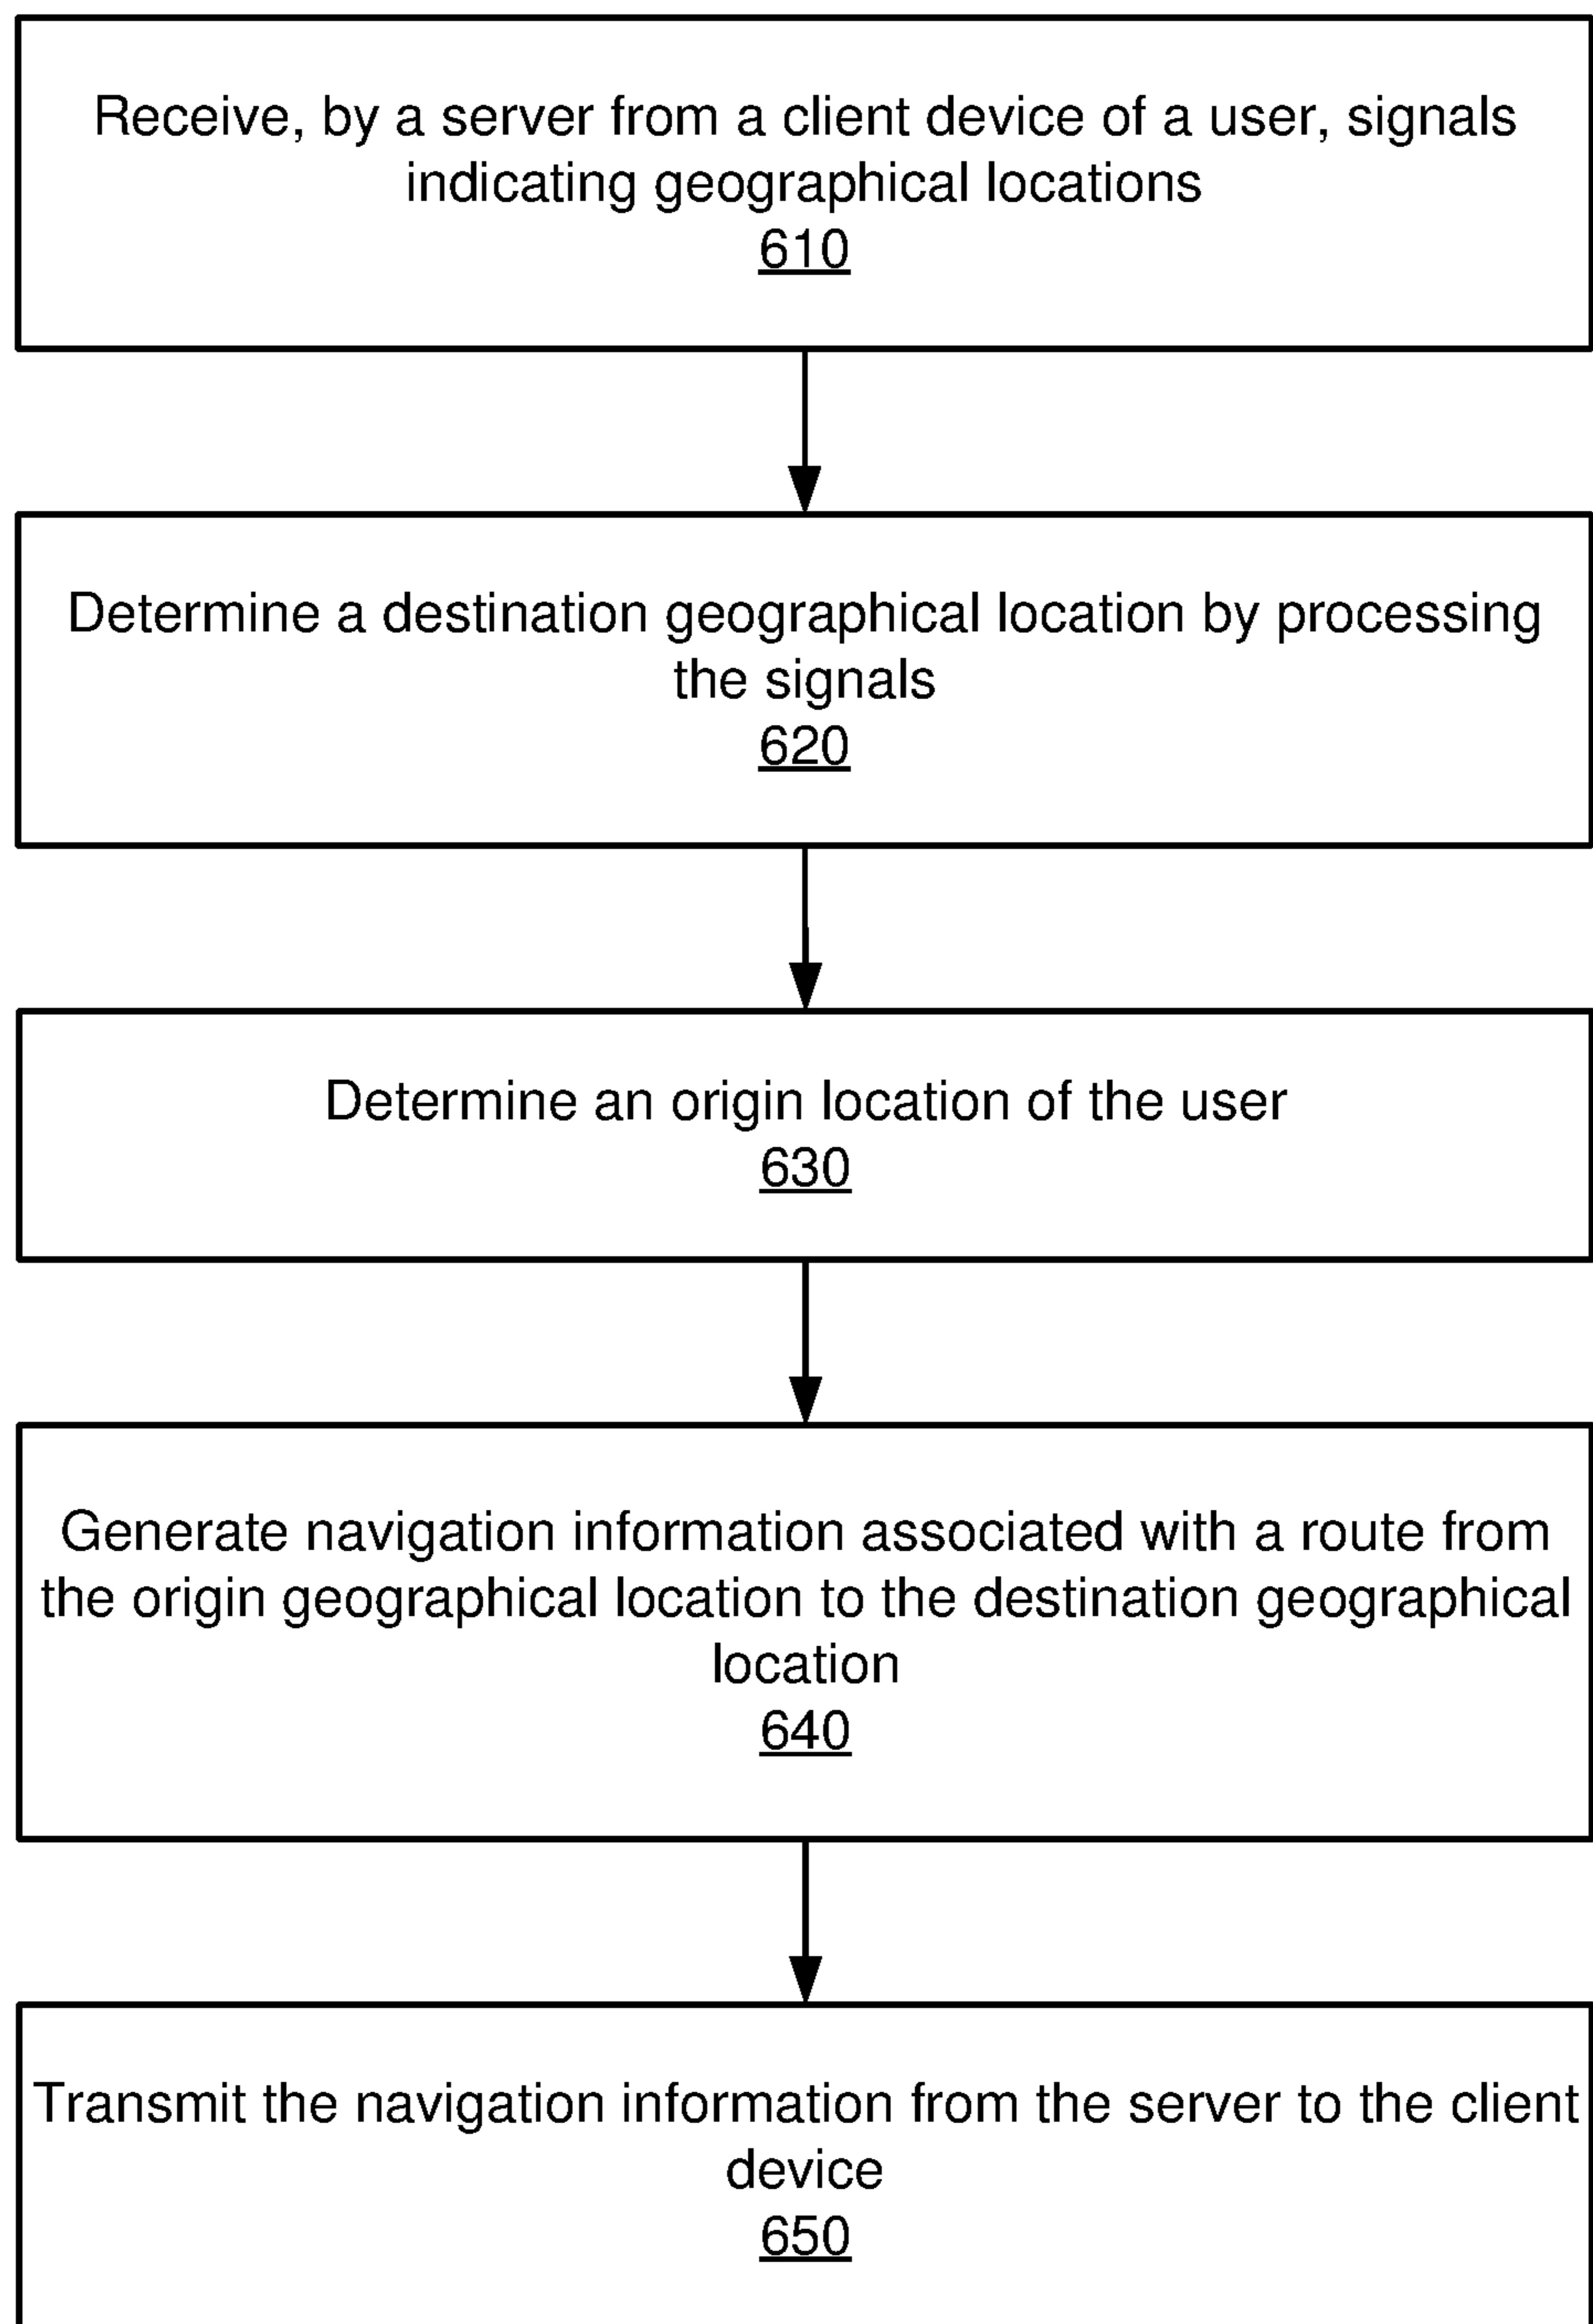 Receive, by a server from a client device of a user, signals
indicating geographical locations
610
Determine a destination geographical location by processing
the signals
620
Determine an origin location of the user
630
Generate navigation information associated with a route from
the origin geographical location to the destination geographical
location
640
Transmit the navigation information from the server to the client
device
650